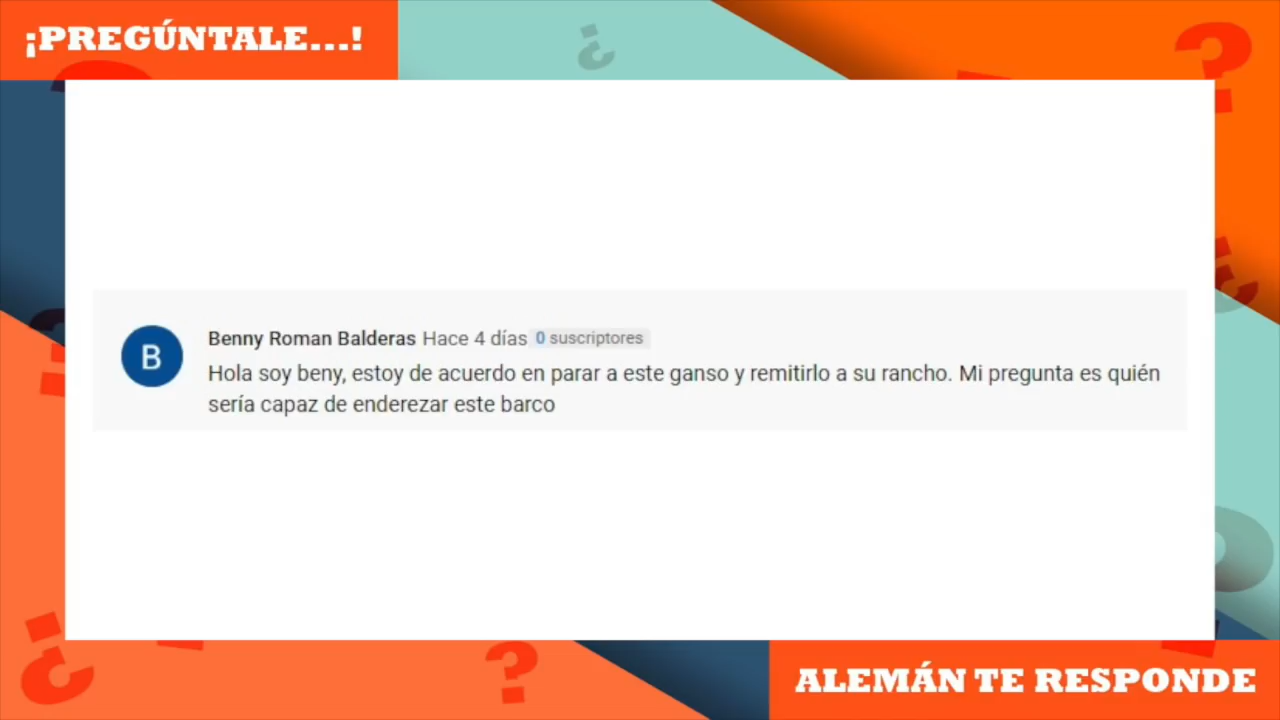 ¡PREGÚNTALE...!
B
Benny Roman Balderas Hace 4 días 0 suscriptores
Hola soy beny, estoy de acuerdo en parar a este ganso y remitirlo a su rancho. Mi pregunta es quién
sería capaz de enderezar este barco
ALEMÁN TE RESPONDE